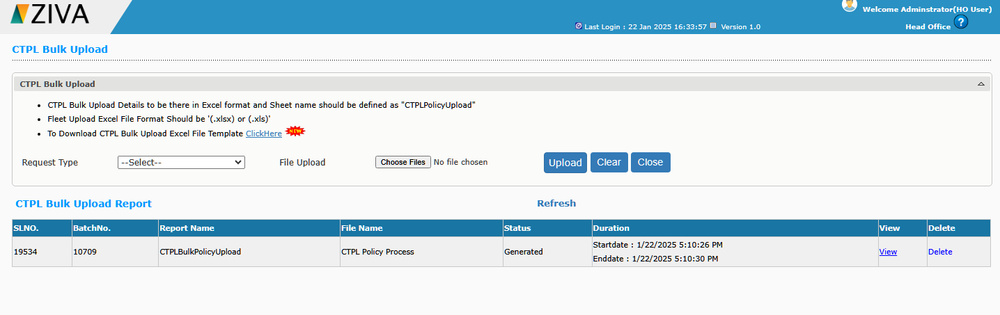 ZIVA
Welcome Adminstrator(HO User)
Last Login : 22 Jan 2025 16:33:57 Version 1.0
Head Office ?
CTPL Bulk Upload
CTPL Bulk Upload
CTPL Bulk Upload Details to be there in Excel format and Sheet name should be defined as "CTPLPolicyUpload"
Fleet Upload Excel File Format Should be '(.xlsx) or (.xls)'
To Download CTPL Bulk Upload Excel File Template ClickHere NEW
Request Type --Select-- File Upload Choose Files No file chosen Upload Clear Close
CTPL Bulk Upload Report Refresh
SLNO. BatchNo. Report Name File Name Status Duration View Delete
19534 10709 CTPLBulkPolicyUpload CTPL Policy Process Generated Startdate : 1/22/2025 5:10:26 PM View Delete
Enddate : 1/22/2025 5:10:30 PM